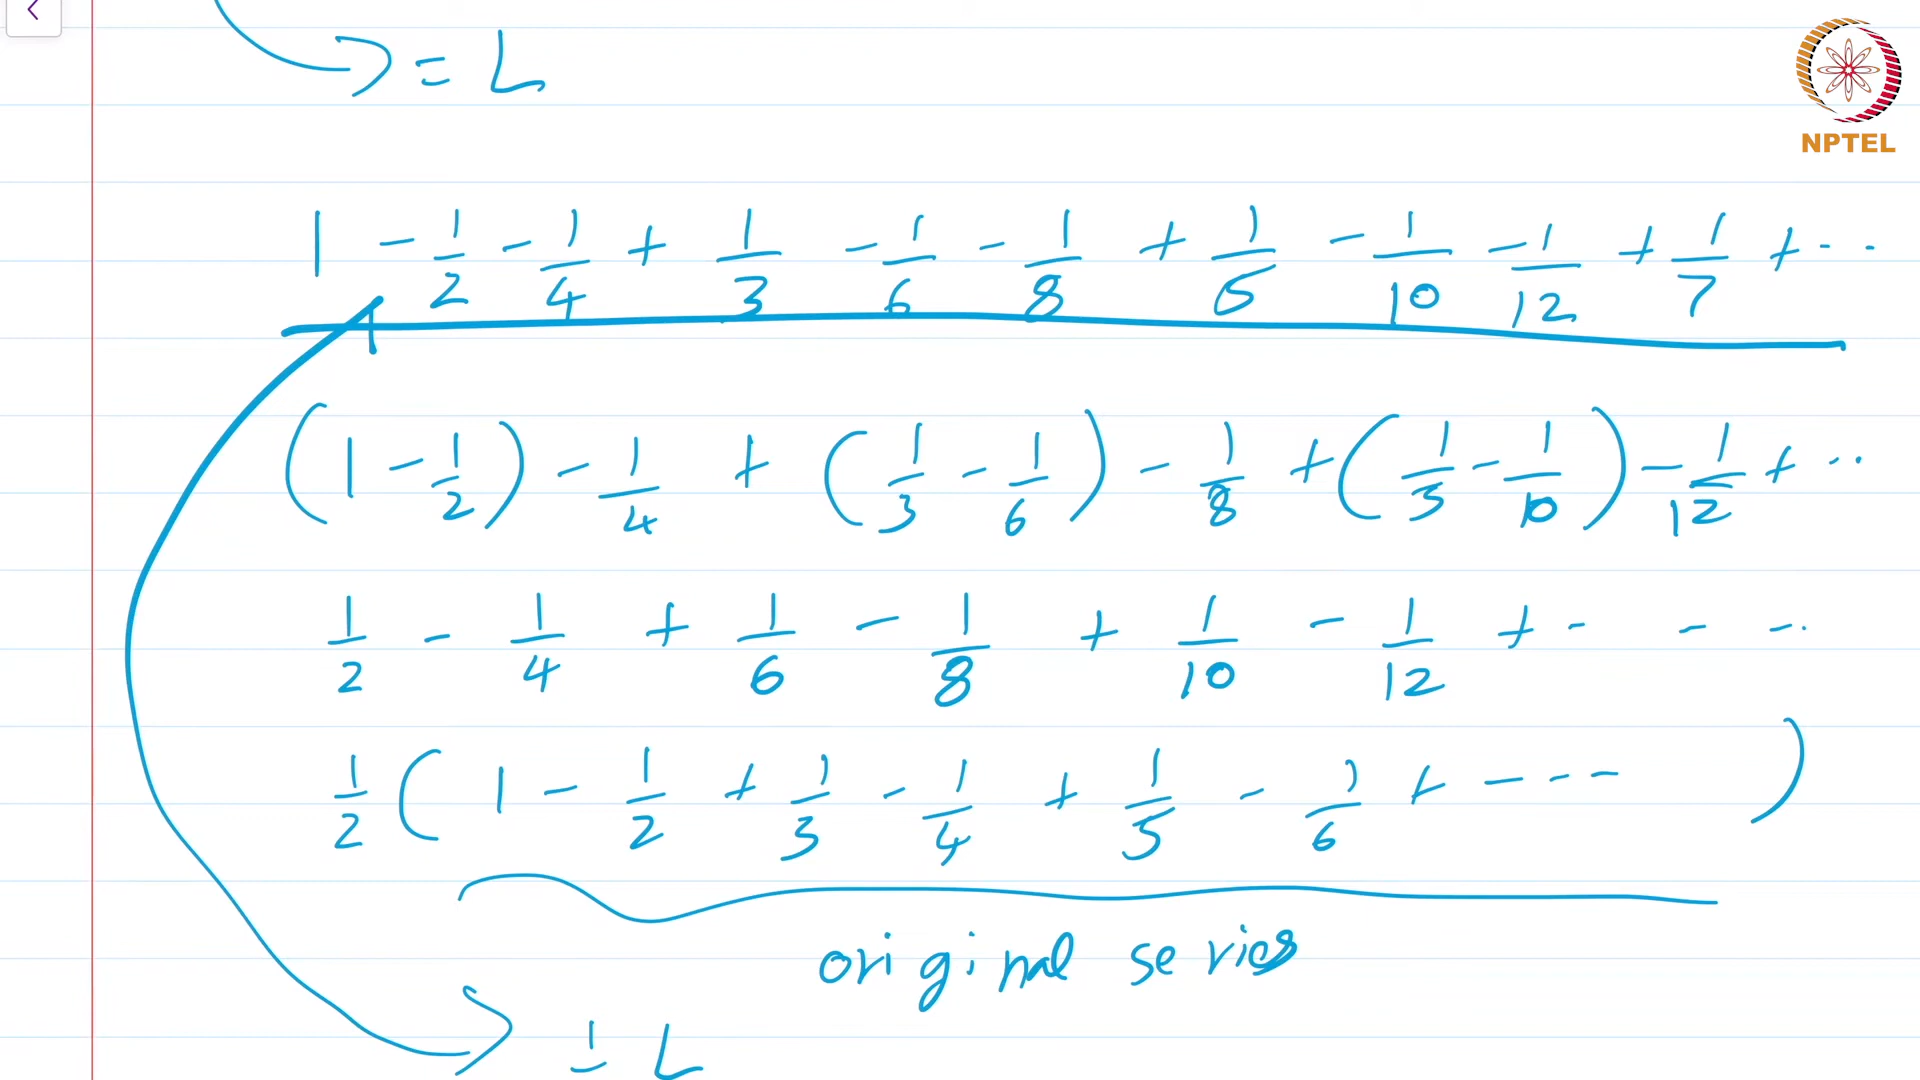 = L
NPTEL
1 - 1/2 - 1/4 + 1/3 - 1/6 - 1/8 + 1/5 - 1/10 - 1/12 + 1/7 + ...
(1 - 1/2) - 1/4 + (1/3 - 1/6) - 1/8 + (1/5 - 1/10) - 1/12 + ...
1/2 - 1/4 + 1/6 - 1/8 + 1/10 - 1/12 + - - - .
1/2 ( 1 - 1/2 + 1/3 - 1/4 + 1/5 - 1/6 + - - - - )
original series
1 L